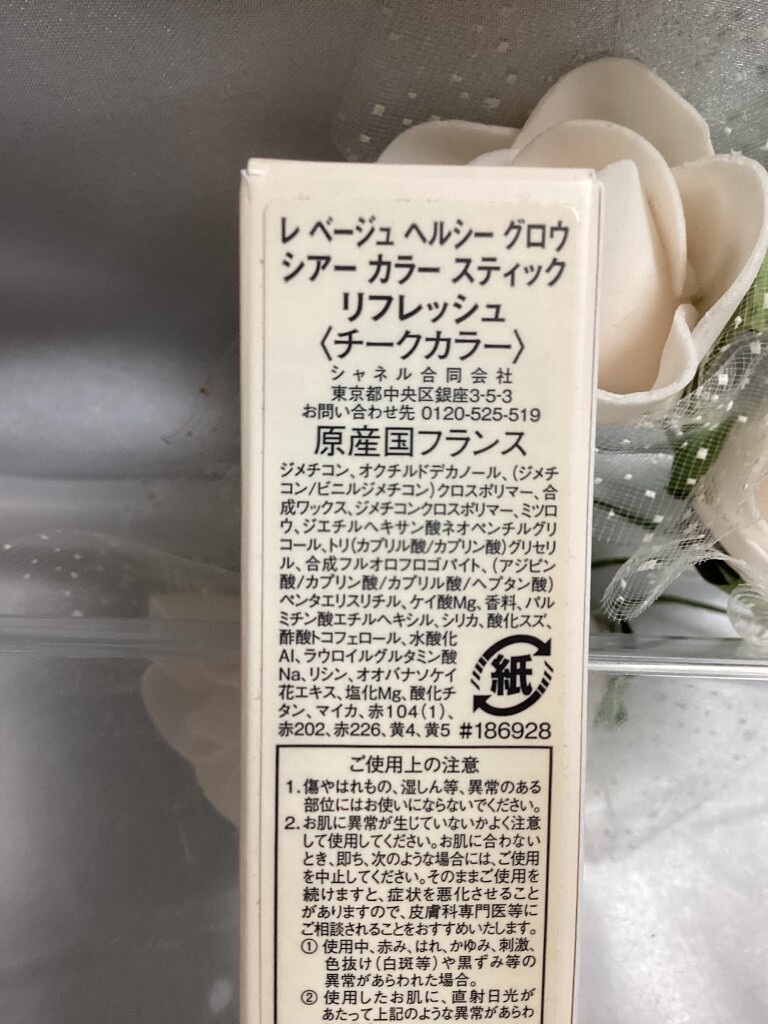 レ ベージュ ヘルシー グロウ
シアー カラー スティック
リフレッシュ
〈チークカラー〉
シャネル合同会社
東京都中央区銀座3-5-3
お問い合わせ先 0120-525-519
原産国フランス
ジメチコン、オクチルドデカノール、(ジメチ
コン/ビニルジメチコン)クロスポリマー、合
成ワックス、ジメチコンクロスポリマー、ミツロ
ウ、ジエチルヘキサン酸ネオペンチルグリ
コール、トリ(カプリル酸/カプリン酸)グリセリ
ル、合成フルオロフロゴパイト、(アジピン
酸/カプリン酸/カプリル酸/ヘプタン酸)
ペンタエリスリチル、ケイ酸Mg、香料、パル
ミチン酸エチルヘキシル、シリカ、酸化スズ、
酢酸トコフェロール、水酸化
Al、ラウロイルグルタミン酸
Na、リシン、オオバナソケイ
花エキス、塩化Mg、酸化チ
タン、マイカ、赤104(1)、
赤202、赤226、黄4、黄5
紙
#186928
ご使用上の注意
1.傷やはれもの、湿しん等、異常のある
部位にはお使いにならないでください。
2.お肌に異常が生じていないかよく注意
して使用してください。お肌に合わない
とき、即ち、次のような場合には、ご使用
を中止してください。そのままご使用を
続けますと、症状を悪化させること
がありますので、皮膚科専門医等に
ご相談されることをおすすめいたします。
① 使用中、赤み、はれ、かゆみ、刺激、
色抜け(白斑等)や黒ずみ等の
異常があらわれた場合。
② 使用したお肌に、直射日光が
あたって上記のような異常があらわ